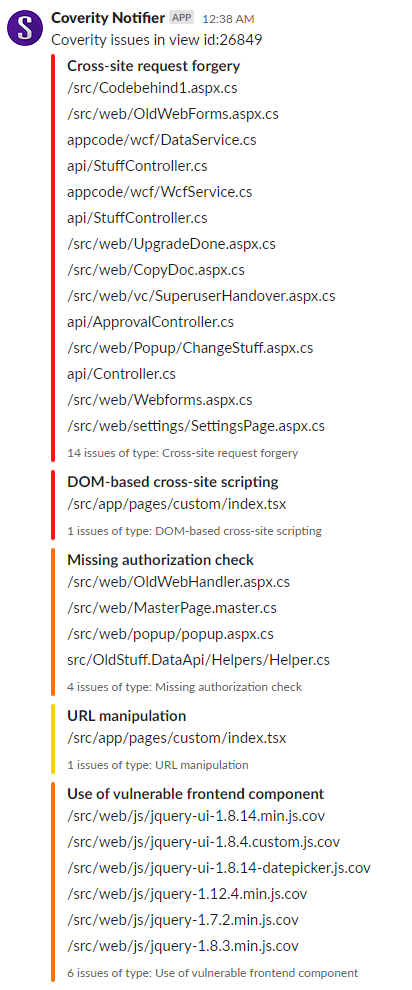 Coverity Notifier APP 12:38 AM
Coverity issues in view id:26849
Cross-site request forgery
/src/Codebehind1.aspx.cs
/src/web/OldWebForms.aspx.cs
appcode/wcf/DataService.cs
api/StuffController.cs
appcode/wcf/WcfService.cs
api/StuffController.cs
/src/web/UpgradeDone.aspx.cs
/src/web/CopyDoc.aspx.cs
/src/web/vc/SuperuserHandover.aspx.cs
api/ApprovalController.cs
/src/web/Popup/ChangeStuff.aspx.cs
api/Controller.cs
/src/web/Webforms.aspx.cs
/src/web/settings/SettingsPage.aspx.cs
14 issues of type: Cross-site request forgery
DOM-based cross-site scripting
/src/app/pages/custom/index.tsx
1 issues of type: DOM-based cross-site scripting
Missing authorization check
/src/web/OldWebHandler.aspx.cs
/src/web/MasterPage.master.cs
/src/web/popup/popup.aspx.cs
src/OldStuff.DataApi/Helpers/Helper.cs
4 issues of type: Missing authorization check
URL manipulation
/src/app/pages/custom/index.tsx
1 issues of type: URL manipulation
Use of vulnerable frontend component
/src/web/js/jquery-ui-1.8.14.min.js.cov
/src/web/js/jquery-ui-1.8.4.custom.js.cov
/src/web/js/jquery-ui-1.8.14-datepicker.js.cov
/src/web/js/jquery-1.12.4.min.js.cov
/src/web/js/jquery-1.7.2.min.js.cov
/src/web/js/jquery-1.8.3.min.js.cov
6 issues of type: Use of vulnerable frontend component